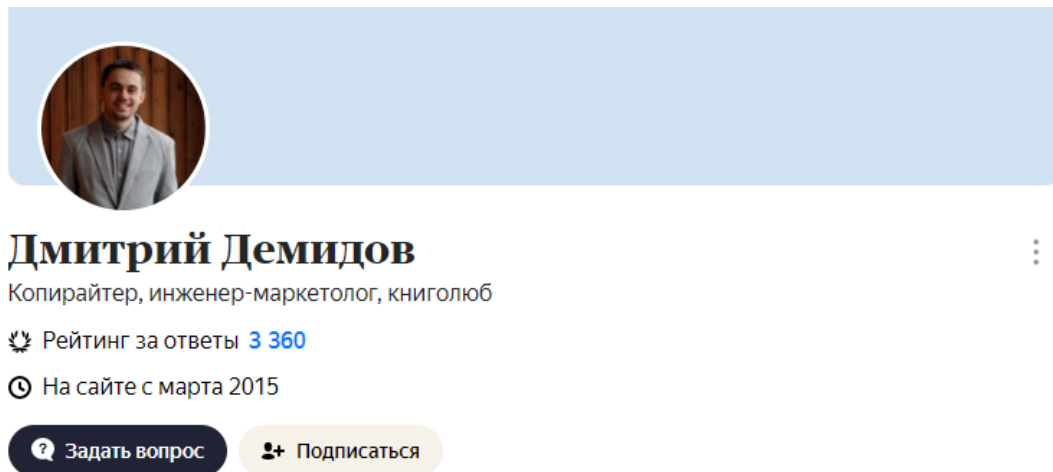 Дмитрий Демидов
Копирайтер, инженер-маркетолог, книголюб
Рейтинг за ответы 3 360
На сайте с марта 2015
Задать вопрос Подписаться